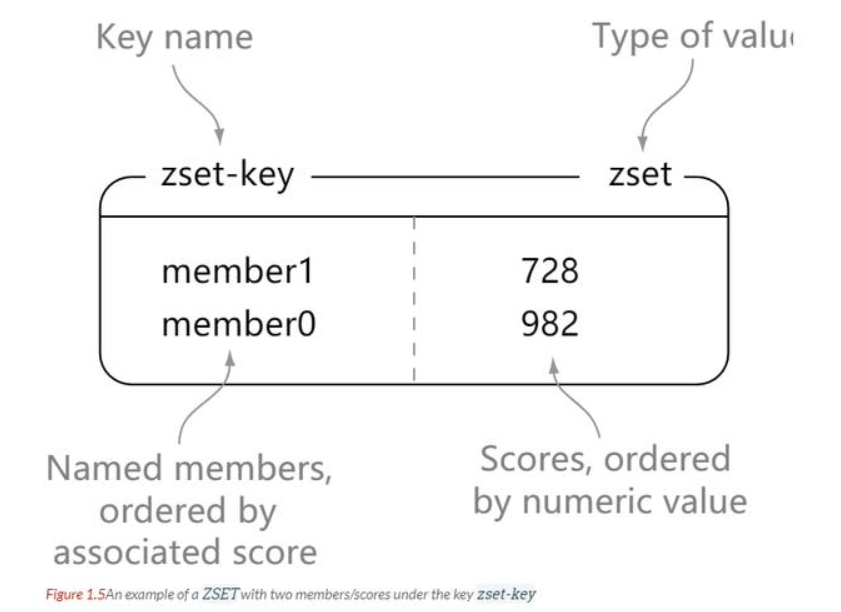 Key name
Type of valu
zset-key
zset
member1 728
member0 982
Named members,
ordered by
associated score
Scores, ordered
by numeric value
Figure 1.5An example of a ZSET with two members/scores under the key zset-key